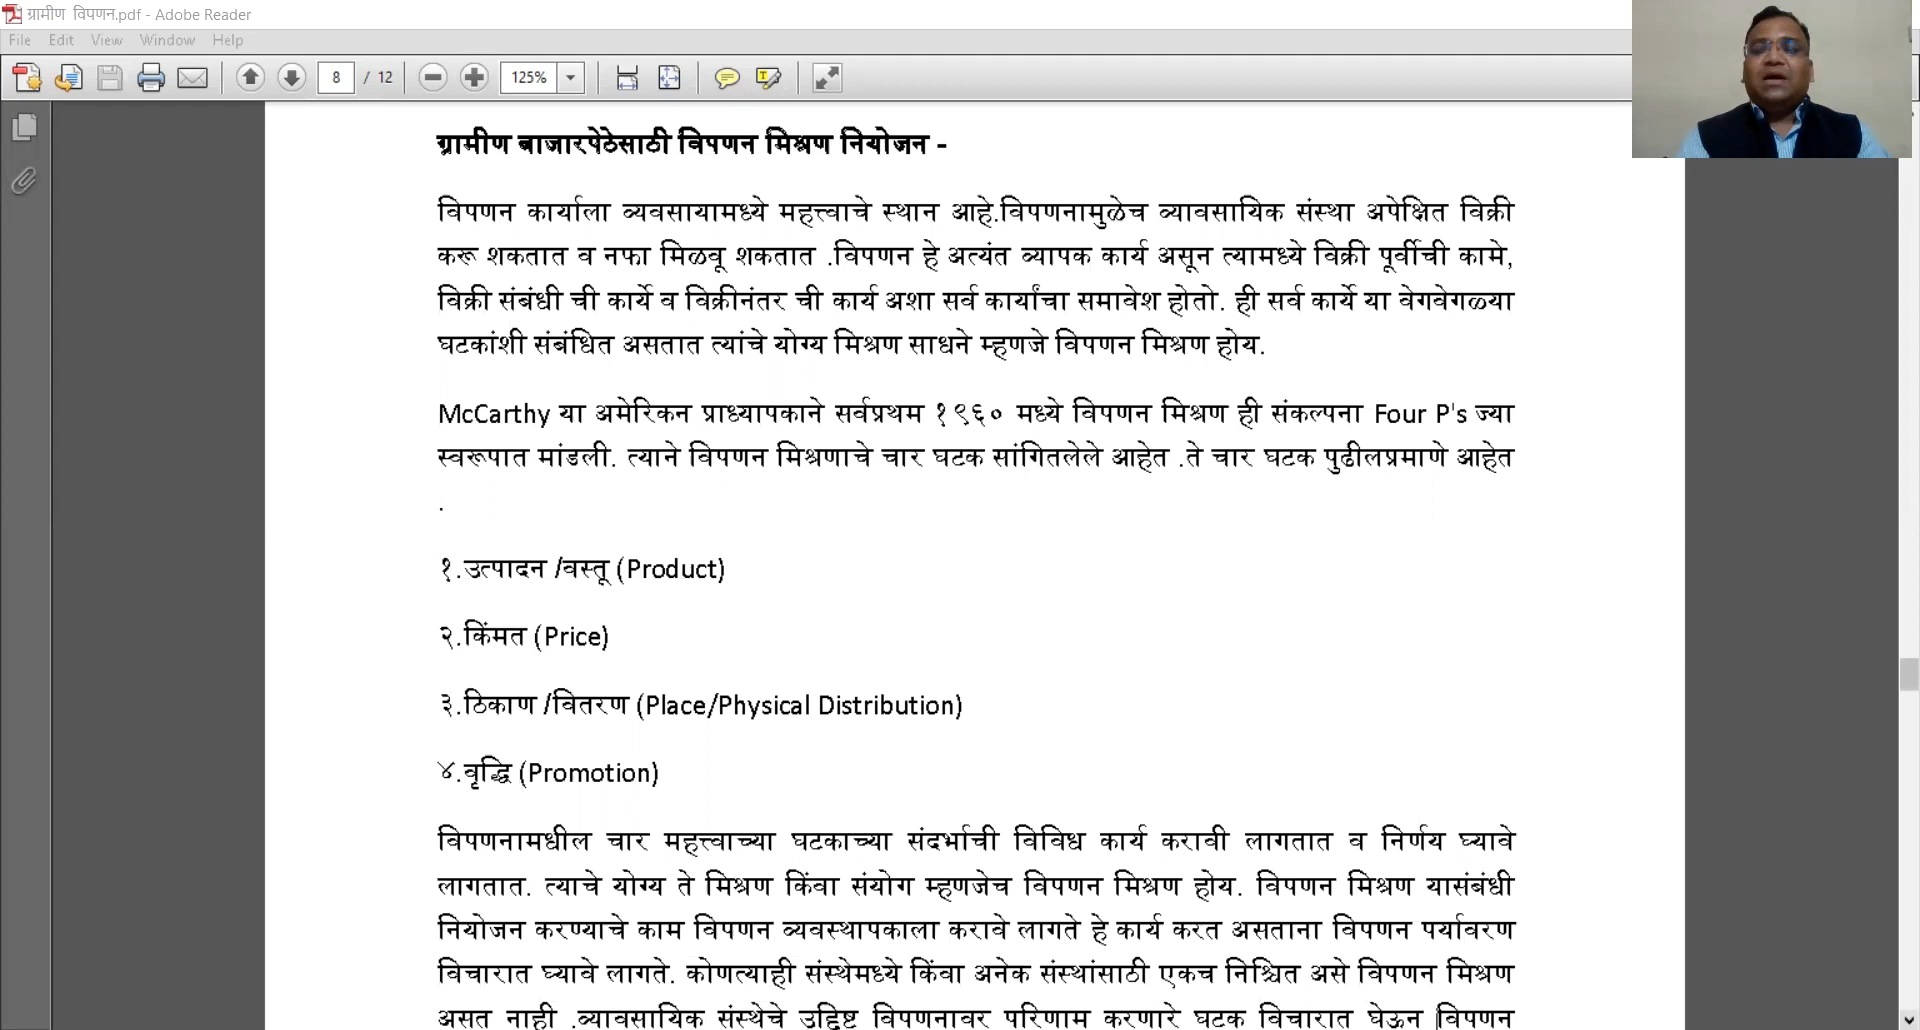 ग्रामीण विपणन.pdf - Adobe Reader
File Edit View Window Help
8 / 12 125%
ग्रामीण बाजारपेठेसाठी विपणन मिश्रण नियोजन -
विपणन कार्याला व्यवसायामध्ये महत्त्वाचे स्थान आहे.विपणनामुळेच व्यावसायिक संस्था अपेक्षित विक्री
करू शकतात व नफा मिळवू शकतात .विपणन हे अत्यंत व्यापक कार्य असून त्यामध्ये विक्री पूर्वीची कामे,
विक्री संबंधी ची कार्ये व विक्रीनंतर ची कार्य अशा सर्व कार्यांचा समावेश होतो. ही सर्व कार्ये या वेगवेगळ्या
घटकांशी संबंधित असतात त्यांचे योग्य मिश्रण साधने म्हणजे विपणन मिश्रण होय.
McCarthy या अमेरिकन प्राध्यापकाने सर्वप्रथम १९६० मध्ये विपणन मिश्रण ही संकल्पना Four P's ज्या
स्वरूपात मांडली. त्याने विपणन मिश्रणाचे चार घटक सांगितलेले आहेत .ते चार घटक पुढीलप्रमाणे आहेत
.
१.उत्पादन /वस्तू (Product)
२.किंमत (Price)
३.ठिकाण /वितरण (Place/Physical Distribution)
४.वृद्धि (Promotion)
विपणनामधील चार महत्त्वाच्या घटकाच्या संदर्भाची विविध कार्य करावी लागतात व निर्णय घ्यावे
लागतात. त्याचे योग्य ते मिश्रण किंवा संयोग म्हणजेच विपणन मिश्रण होय. विपणन मिश्रण यासंबंधी
नियोजन करण्याचे काम विपणन व्यवस्थापकाला करावे लागते हे कार्य करत असताना विपणन पर्यावरण
विचारात घ्यावे लागते. कोणत्याही संस्थेमध्ये किंवा अनेक संस्थांसाठी एकच निश्चित असे विपणन मिश्रण
असत नाही .व्यावसायिक संस्थेचे उद्दिष्ट विपणनावर परिणाम करणारे घटक विचारात घेऊन विपणन